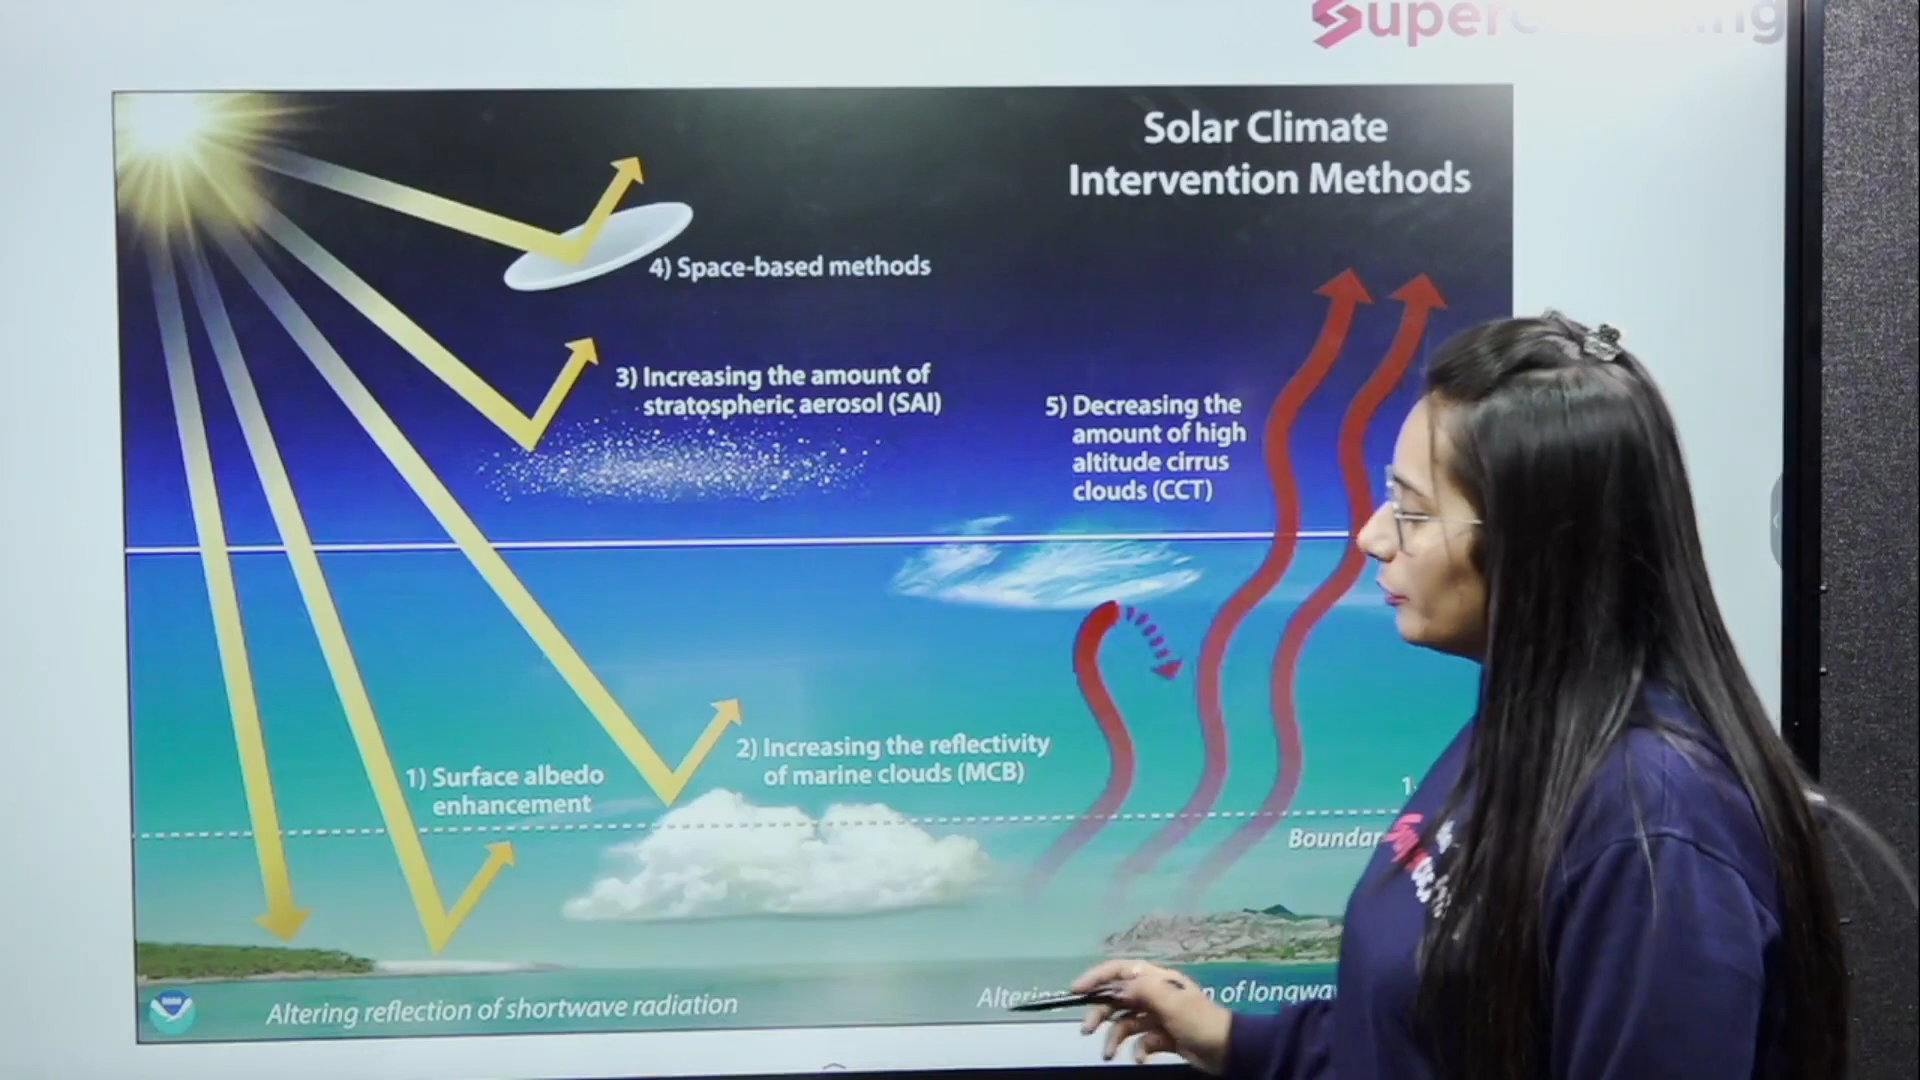 Super
Solar Climate
Intervention Methods
4) Space-based methods
3) Increasing the amount of
stratospheric aerosol (SAI)
5) Decreasing the
amount of high
altitude cirrus
clouds (CCT)
2) Increasing the reflectivity
of marine clouds (MCB)
1) Surface albedo
enhancement
Altering reflection of shortwave radiation
of